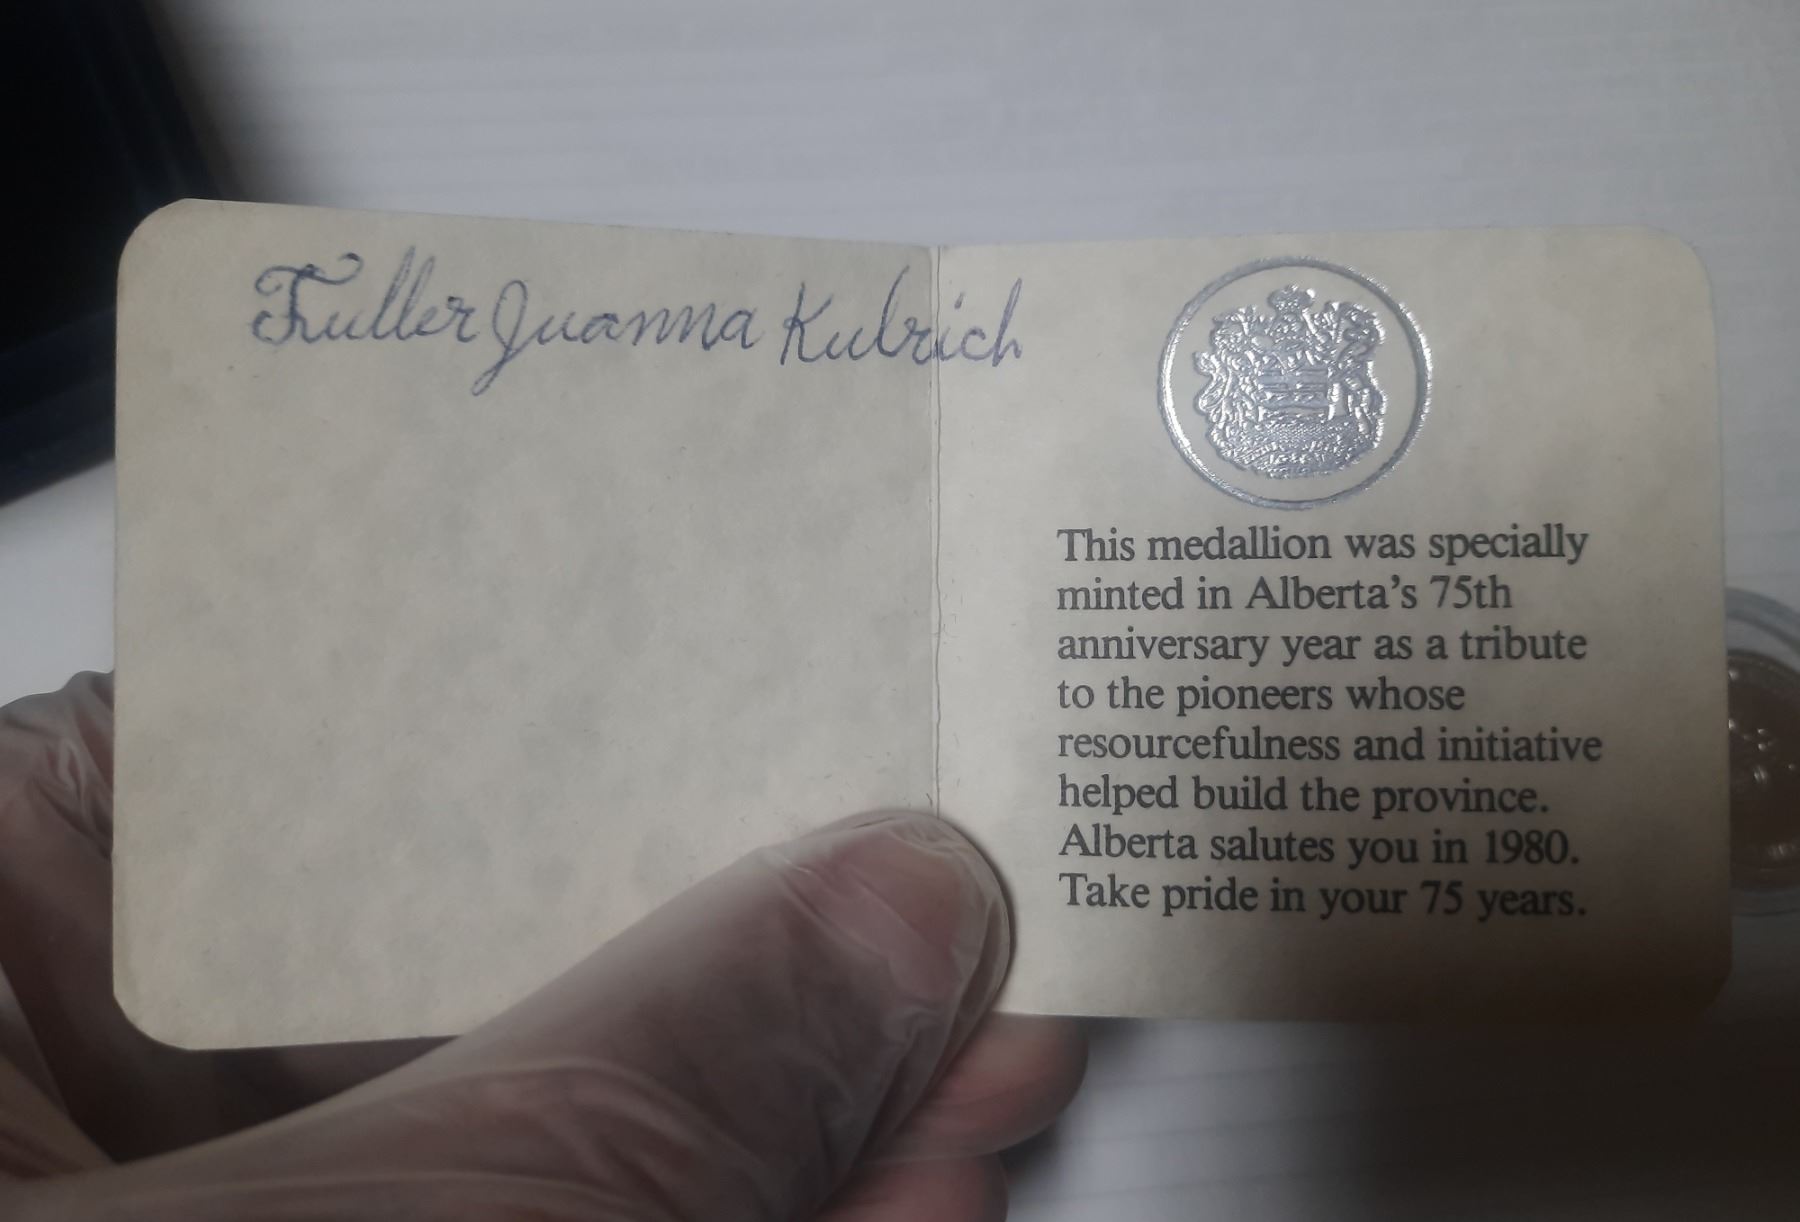 Fuller Juanna Kulrich
This medallion was specially
minted in Alberta's 75th
anniversary year as a tribute
to the pioneers whose
resourcefulness and initiative
helped build the province.
Alberta salutes you in 1980.
Take pride in your 75 years.